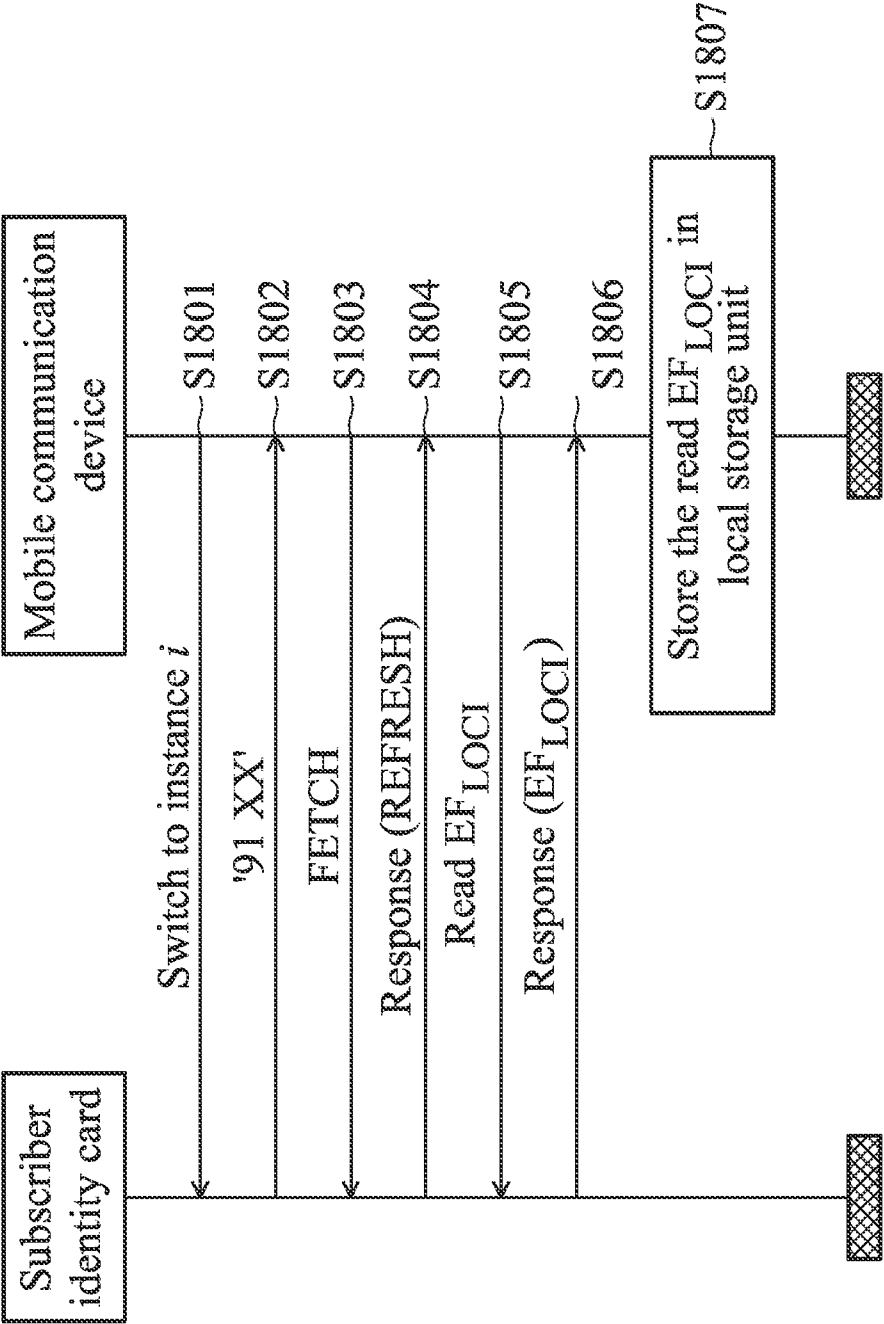 Subscriber
identity card
Mobile communication
device
Switch to instance i
S1801
'91 XX'
S1802
FETCH
S1803
Response (REFRESH)
S1804
Read EFLOCI
S1805
Response (EFLOCI)
S1806
Store the read EFLOCI in
local storage unit
S1807